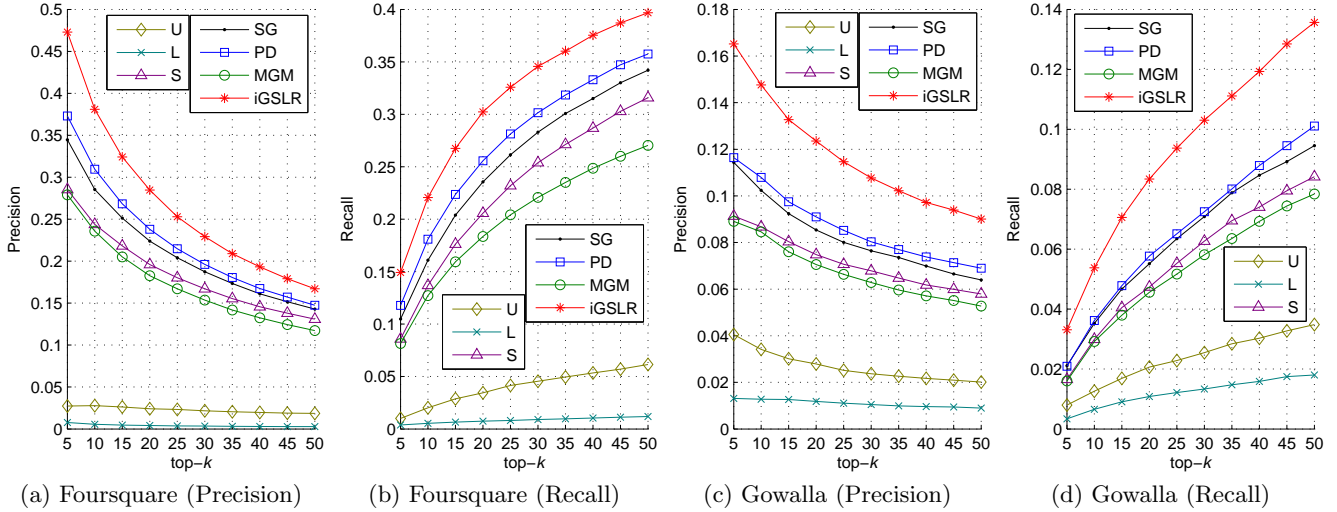 Precision
0.5
0.45
0.4
0.35
0.3
0.25
0.2
0.15
0.1
0.05
0
5 10 15 20 25 30 35 40 45 50
top-k
U
L
S
SG
PD
MGM
iGSLR
(a) Foursquare (Precision)
Recall
0.4
0.35
0.3
0.25
0.2
0.15
0.1
0.05
0
5 10 15 20 25 30 35 40 45 50
top-k
SG
PD
MGM
iGSLR
U
L
S
(b) Foursquare (Recall)
Precision
0.18
0.16
0.14
0.12
0.1
0.08
0.06
0.04
0.02
0
5 10 15 20 25 30 35 40 45 50
top-k
U
L
S
SG
PD
MGM
iGSLR
(c) Gowalla (Precision)
Recall
0.14
0.12
0.1
0.08
0.06
0.04
0.02
0
5 10 15 20 25 30 35 40 45 50
top-k
SG
PD
MGM
iGSLR
U
L
S
(d) Gowalla (Recall)